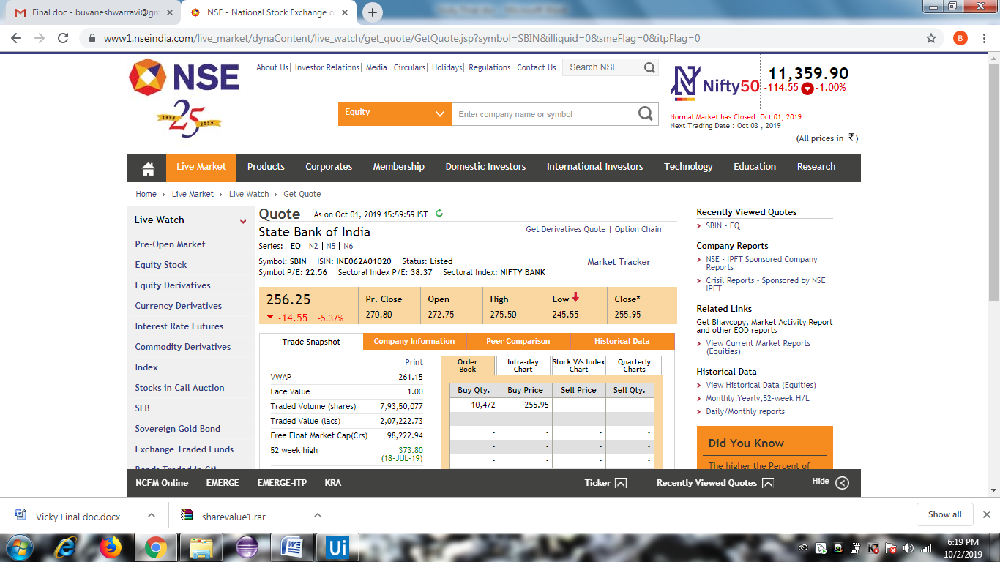 Final doc - buvaneshwarravi@gm
NSE - National Stock Exchange o
www1.nseindia.com/live_market/dynaContent/live_watch/get_quote/GetQuote.jsp?symbol=SBIN&illiquid=0&smeFlag=0&itpFlag=0
B
NSE
1994 25 2019
About Us| Investor Relations| Media| Circulars| Holidays| Regulations| Contact Us
Search NSE
Equity
Enter company name or symbol
Nifty50
11,359.90
-114.55 -1.00%
Normal Market has Closed. Oct 01, 2019
Next Trading Date : Oct 03 , 2019
(All prices in ₹)
Live Market Products Corporates Membership Domestic Investors International Investors Technology Education Research
Home Live Market Live Watch Get Quote
Live Watch
Pre-Open Market
Equity Stock
Equity Derivatives
Currency Derivatives
Interest Rate Futures
Commodity Derivatives
Index
Stocks in Call Auction
SLB
Sovereign Gold Bond
Exchange Traded Funds
Bonds Traded in CM
Quote As on Oct 01, 2019 15:59:59 IST
State Bank of India
Get Derivatives Quote | Option Chain
Series: EQ | N2 | N5 | N6 |
Symbol: SBIN ISIN: INE062A01020 Status: Listed
Market Tracker
Symbol P/E: 22.56 Sectoral Index P/E: 38.37 Sectoral Index: NIFTY BANK
256.25 Pr. Close Open High Low Close*
-14.55 -5.37% 270.80 272.75 275.50 245.55 255.95
Trade Snapshot Company Information Peer Comparison Historical Data
Print
VWAP 261.15
Face Value 1.00
Traded Volume (shares) 7,93,50,077
Traded Value (lacs) 2,07,222.73
Free Float Market Cap(Crs) 98,222.94
52 week high 373.80
(18-JUL-19)
Order Book
Intra-day Chart
Stock V/s Index Chart
Quarterly Charts
Buy Qty. Buy Price Sell Price Sell Qty.
10,472 255.95 - -
- - - -
- - - -
- - - -
- - - -
Recently Viewed Quotes
SBIN - EQ
Company Reports
NSE - IPFT Sponsored Company
Reports
Crisil Reports - Sponsored by NSE
IPFT
Related Links
Get Bhavcopy, Market Activity Report
and other EOD reports
View Current Market Reports
(Equities)
Historical Data
View Historical Data (Equities)
Monthly,Yearly,52-week H/L
Daily/Monthly reports
Did You Know
The higher the Percent of
NCFM Online EMERGE EMERGE-ITP KRA Ticker Recently Viewed Quotes Hide
Vicky Final doc.docx
sharevalue1.rar
Show all
Ui
6:19 PM
10/2/2019